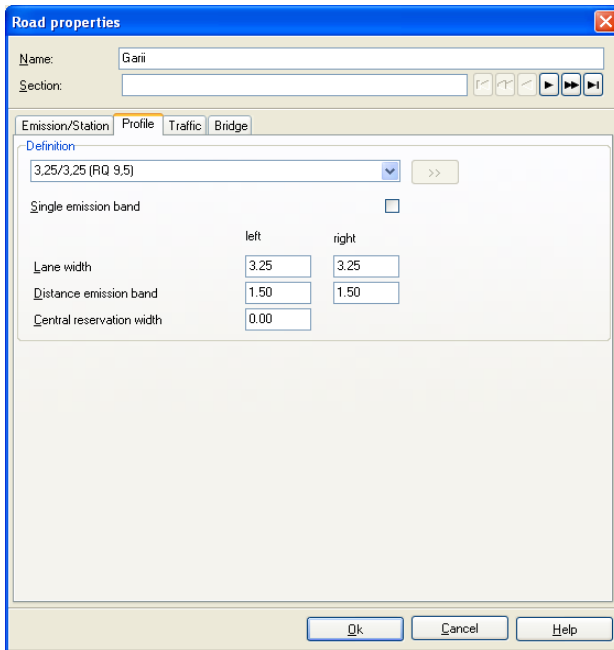 Road properties
Name: Garii
Section:
Emission/Station Profile Traffic Bridge
Definition
3,25/3,25 (RQ 9,5) >>
Single emission band
left right
Lane width 3.25 3.25
Distance emission band 1.50 1.50
Central reservation width 0.00
Ok Cancel Help